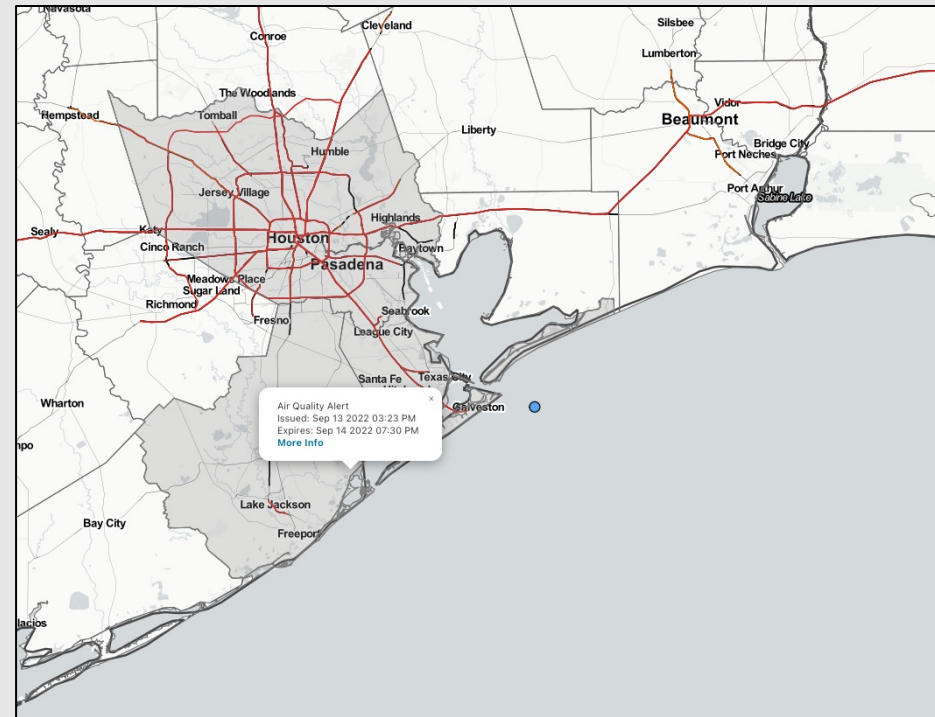 Navasota
Cleveland
Silsbee
Conroe
Lumberton
The Woodlands
Hempstead
Tomball
Vidor
Beaumont
Liberty
Bridge City
Humble
Port Neches
Jersey Village
Port Arthur
Sabine Lake
Highlands
Sealy
Katy
Houston
Cinco Ranch
Baytown
Pasadena
Meadows Place
Sugar Land
Richmond
Seabrook
Fresno
League City
Santa Fe
Texas City
Wharton
Galveston
Air Quality Alert
×
Issued: Sep 13 2022 03:23 PM
Expires: Sep 14 2022 07:30 PM
More Info
Lake Jackson
Bay City
Freeport
lacios